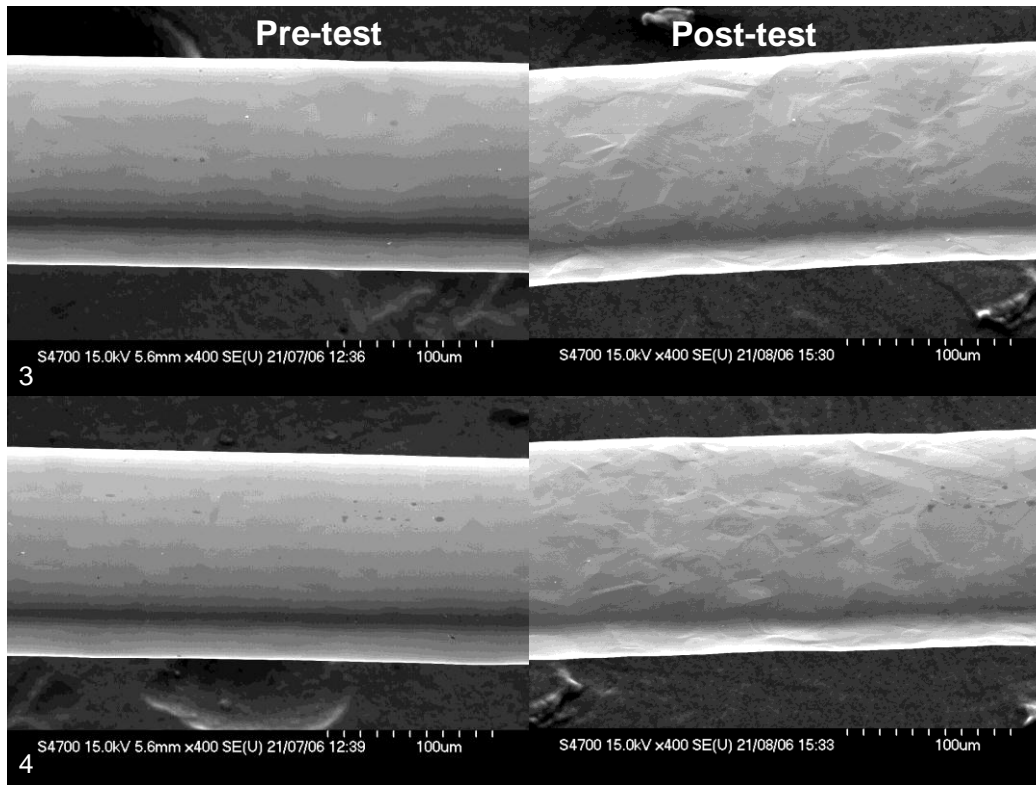 Pre-test
Post-test
S4700 15.0kV 5.6mm x400 SE(U) 21/07/06 12:36
100um
S4700 15.0kV x400 SE(U) 21/08/06 15:30
100um
3
S4700 15.0kV 5.6mm x400 SE(U) 21/07/06 12:39
100um
S4700 15.0kV x400 SE(U) 21/08/06 15:33
100um
4